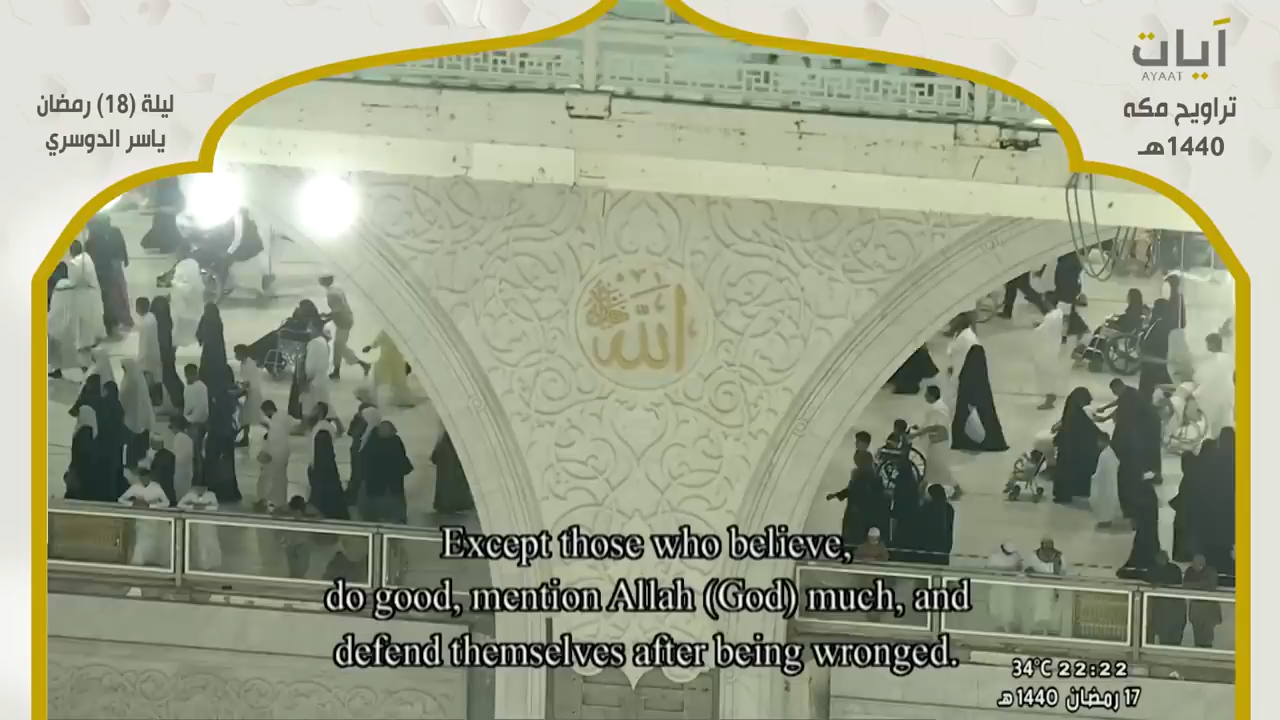 آيات
AYAAT
تراويح مكه
1440هـ
ليلة (18) رمضان
ياسر الدوسري
الله
Except those who believe,
do good, mention Allah (God) much, and
defend themselves after being wronged.
34°C 22:22
17 رمضان 1440هـ